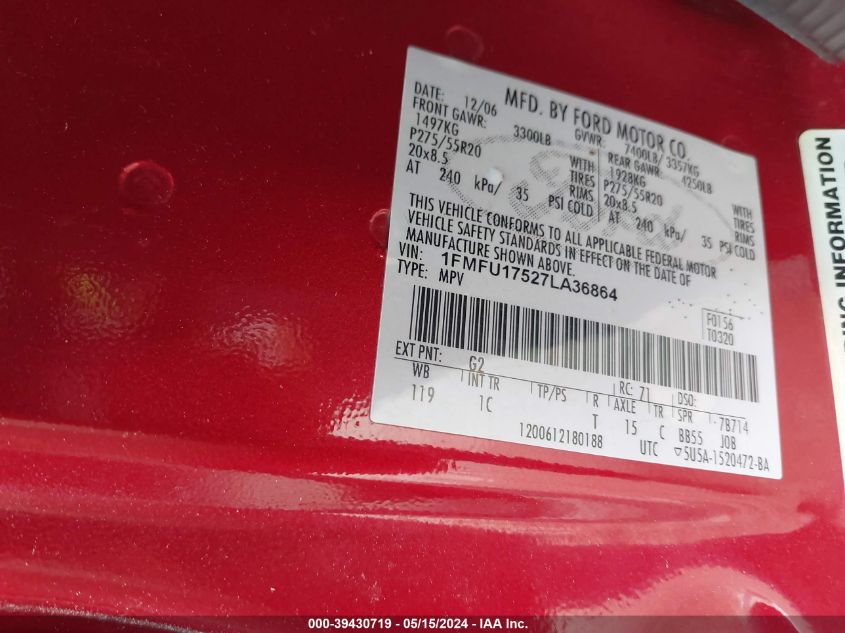 MFD. BY FORD MOTOR CO.
DATE: 12/06 GVWR: 7400LB/ 3357KG
FRONT GAWR: 3300LB REAR GAWR: 4250LB
1497KG WITH 1928KG WITH
P275/55R20 TIRES P275/55R20 TIRES
20x8.5 RIMS 20x8.5 RIMS
AT 240 kPa/ 35 PSI COLD AT 240 kPa/ 35 PSI COLD
THIS VEHICLE CONFORMS TO ALL APPLICABLE FEDERAL MOTOR
VEHICLE SAFETY STANDARDS IN EFFECT ON THE DATE OF
MANUFACTURE SHOWN ABOVE.
VIN: 1FMFU17527LA36864
TYPE: MPV
F0156
T0320
EXT PNT: G2 RC: 71 DSO:
WB INT TR TP/PS R AXLE TR SPR 7B714
119 1C T 15 C BB55 JOB
1200612180188 UTC ▽5U5A-1520472-BA
ING INFORMATION
000-39430719 - 05/15/2024 - IAA Inc.